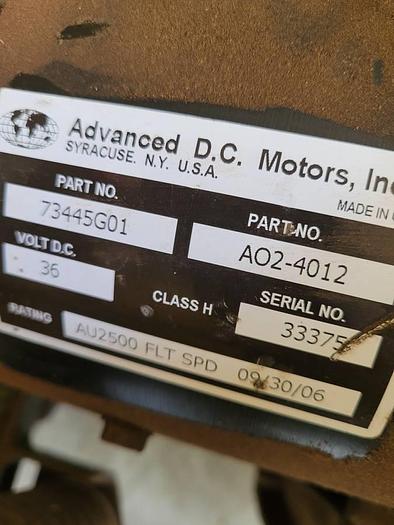 Advanced D.C. Motors, Inc
SYRACUSE. N.Y. U.S.A.
MADE IN
PART NO.
73445G01
PART NO.
AO2-4012
VOLT D.C.
36
CLASS H
SERIAL NO.
33375
RATING
AU2500 FLT SPD 09/30/06